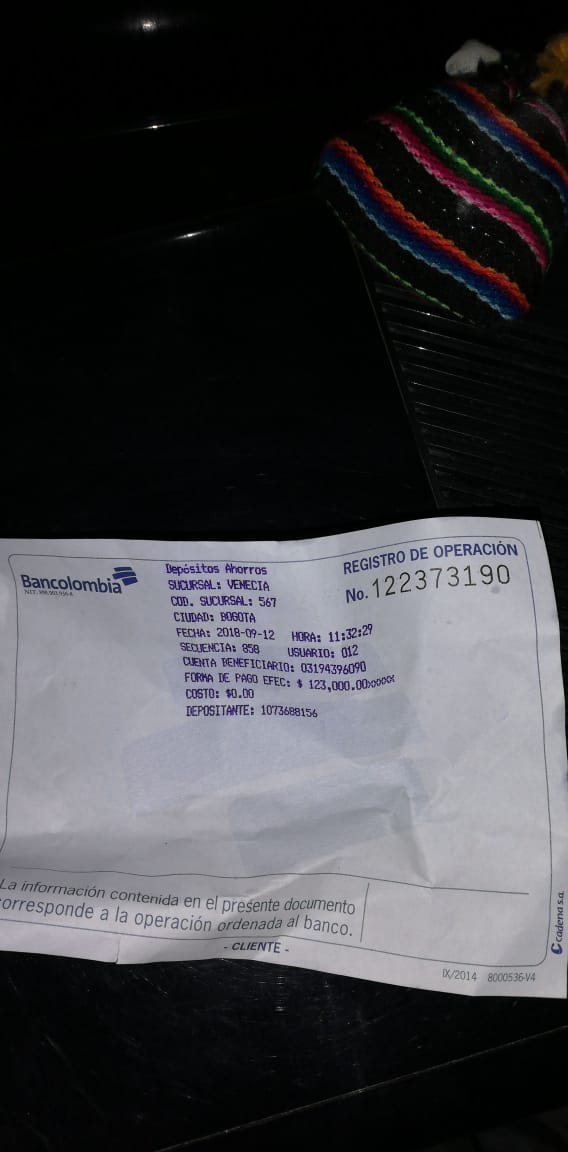 Bancolombia
NIT. 890.903.938-8
Depósitos Ahorros
SUCURSAL: VENECIA
COD. SUCURSAL: 567
CIUDAD: BOGOTA
FECHA: 2018-09-12 HORA: 11:32:29
SECUENCIA: 858 USUARIO: 012
CUENTA BENEFICIARIO: 03194396090
FORMA DE PAGO EFEC: $ 123,000.00
COSTO: $0.00
DEPOSITANTE: 1073688156
REGISTRO DE OPERACIÓN
No. 122373190
La información contenida en el presente documento
corresponde a la operación ordenada al banco.
- CLIENTE -
cadena s.a.
IX/2014 8000536-V4